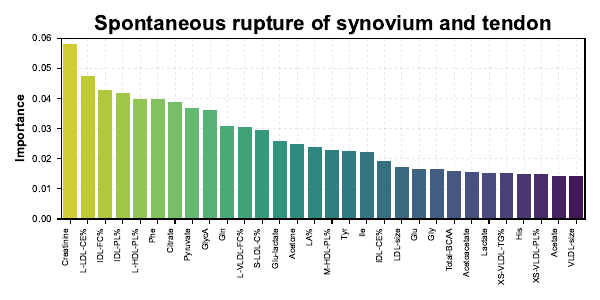 Spontaneous rupture of synovium and tendon
Importance
0.06
0.05
0.04
0.03
0.02
0.01
0.00
Creatinine
L-LDL-CE%
IDL-FC%
IDL-PL%
L-HDL-PL%
Phe
Citrate
Pyruvate
GlycA
Gln
L-VLDL-FC%
S-LDL-C%
Glu-lactate
Acetone
LA%
M-HDL-PL%
Tyr
Ile
IDL-CE%
LDL-size
Glu
Gly
Total-BCAA
Acetoacetate
Lactate
XS-VLDL-TG%
His
XS-VLDL-PL%
Acetate
VLDL-size